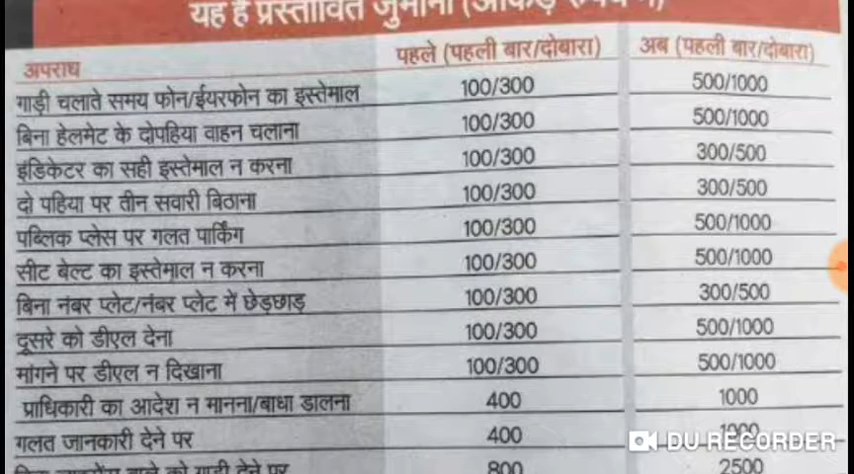 यह है प्रस्तावित जुर्माना
अपराध पहले (पहली बार/दोबारा) अब (पहली बार/दोबारा)
गाड़ी चलाते समय फोन/ईयरफोन का इस्तेमाल 100/300 500/1000
बिना हेलमेट के दोपहिया वाहन चलाना 100/300 500/1000
इंडिकेटर का सही इस्तेमाल न करना 100/300 300/500
दो पहिया पर तीन सवारी बिठाना 100/300 300/500
पब्लिक प्लेस पर गलत पार्किंग 100/300 500/1000
सीट बेल्ट का इस्तेमाल न करना 100/300 500/1000
बिना नंबर प्लेट/नंबर प्लेट में छेड़छाड़ 100/300 300/500
दूसरे को डीएल देना 100/300 500/1000
मांगने पर डीएल न दिखाना 100/300 500/1000
प्राधिकारी का आदेश न मानना/बाधा डालना 400 1000
गलत जानकारी देने पर 400 1000
DU RECORDER
को गाड़ी देने पर 800 2500